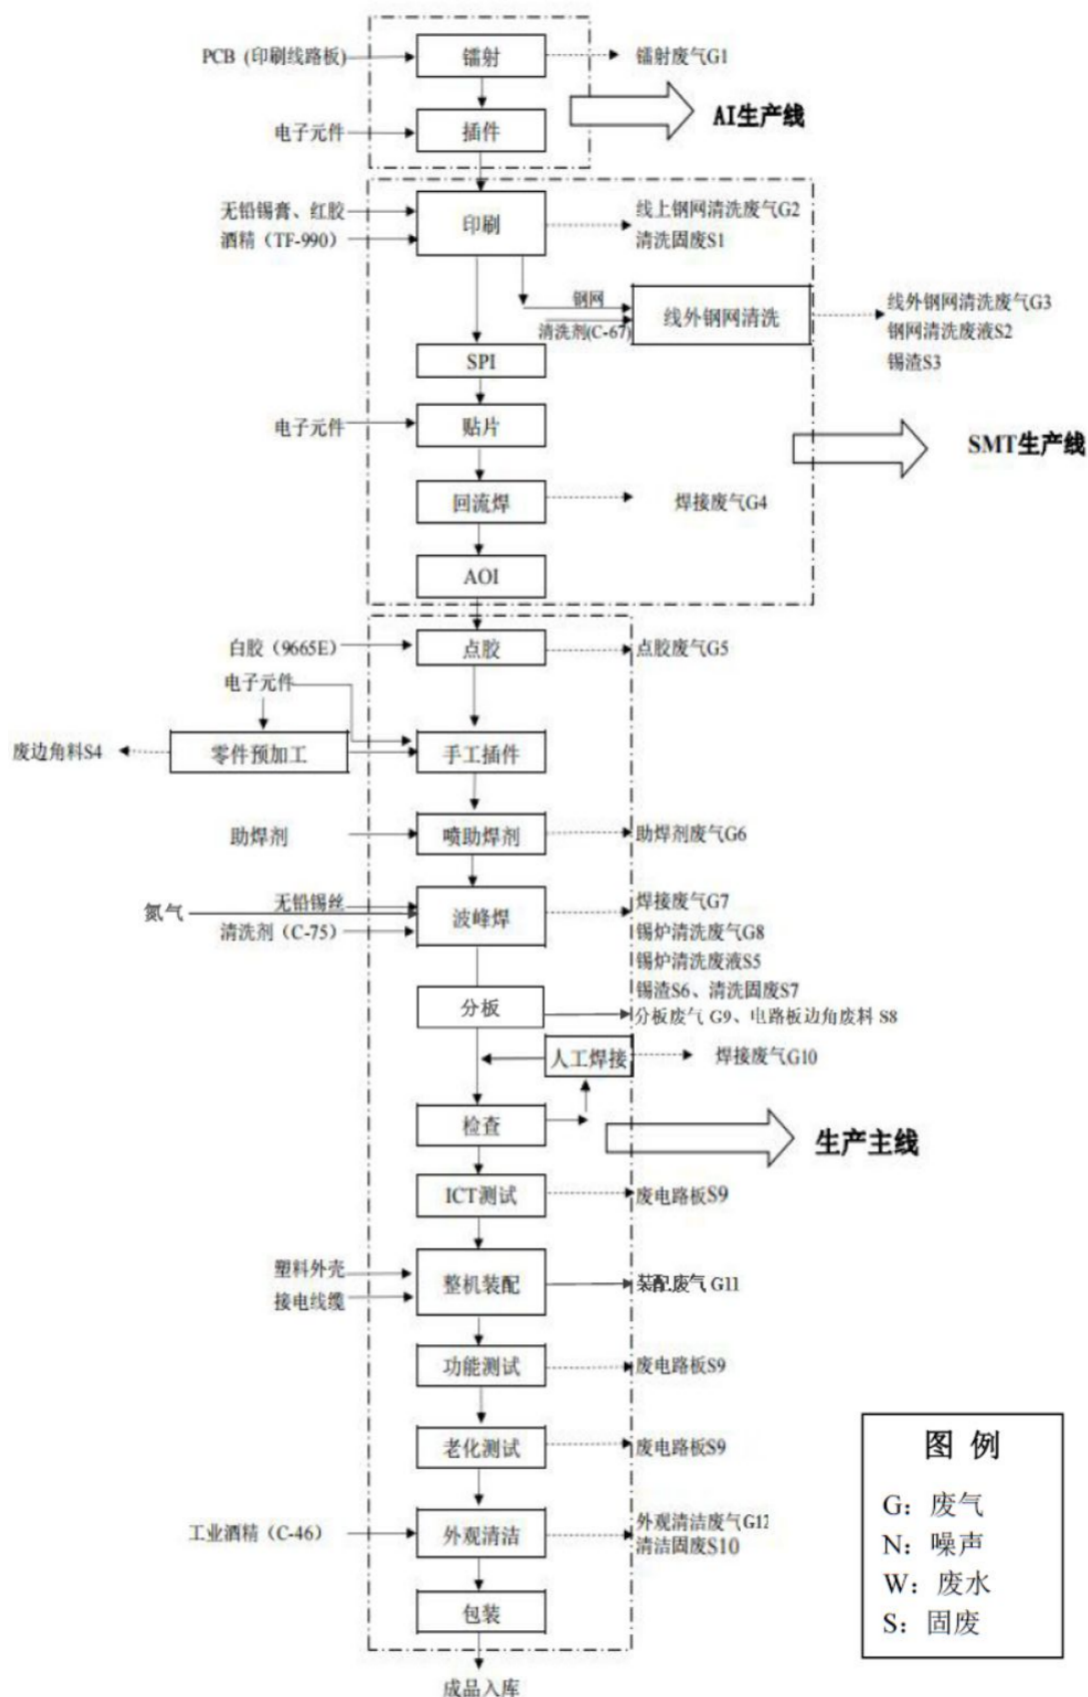 PCB (印刷线路板)
镭射
镭射废气G1
AI生产线
电子元件
插件
无铅锡膏、红胶
酒精（TF-990）
印刷
线上钢网清洗废气G2
清洗固废S1
钢网
清洗剂(C-67)
线外钢网清洗
线外钢网清洗废气G3
钢网清洗废液S2
锡渣S3
SPI
电子元件
贴片
SMT生产线
回流焊
焊接废气G4
AOI
白胶（9665E）
点胶
点胶废气G5
电子元件
废边角料S4
零件预加工
手工插件
助焊剂
喷助焊剂
助焊剂废气G6
氮气
无铅锡丝
清洗剂（C-75）
波峰焊
焊接废气G7
锡炉清洗废气G8
锡炉清洗废液S5
锡渣S6、清洗固废S7
分板
分板废气 G9、电路板边角废料 S8
人工焊接
焊接废气G10
检查
生产主线
ICT测试
废电路板S9
塑料外壳
接电线缆
整机装配
装配废气 G11
功能测试
废电路板S9
老化测试
废电路板S9
工业酒精（C-46）
外观清洁
外观清洁废气G12
清洁固废S10
包装
成品入库
图 例
G：废气
N：噪声
W：废水
S：固废